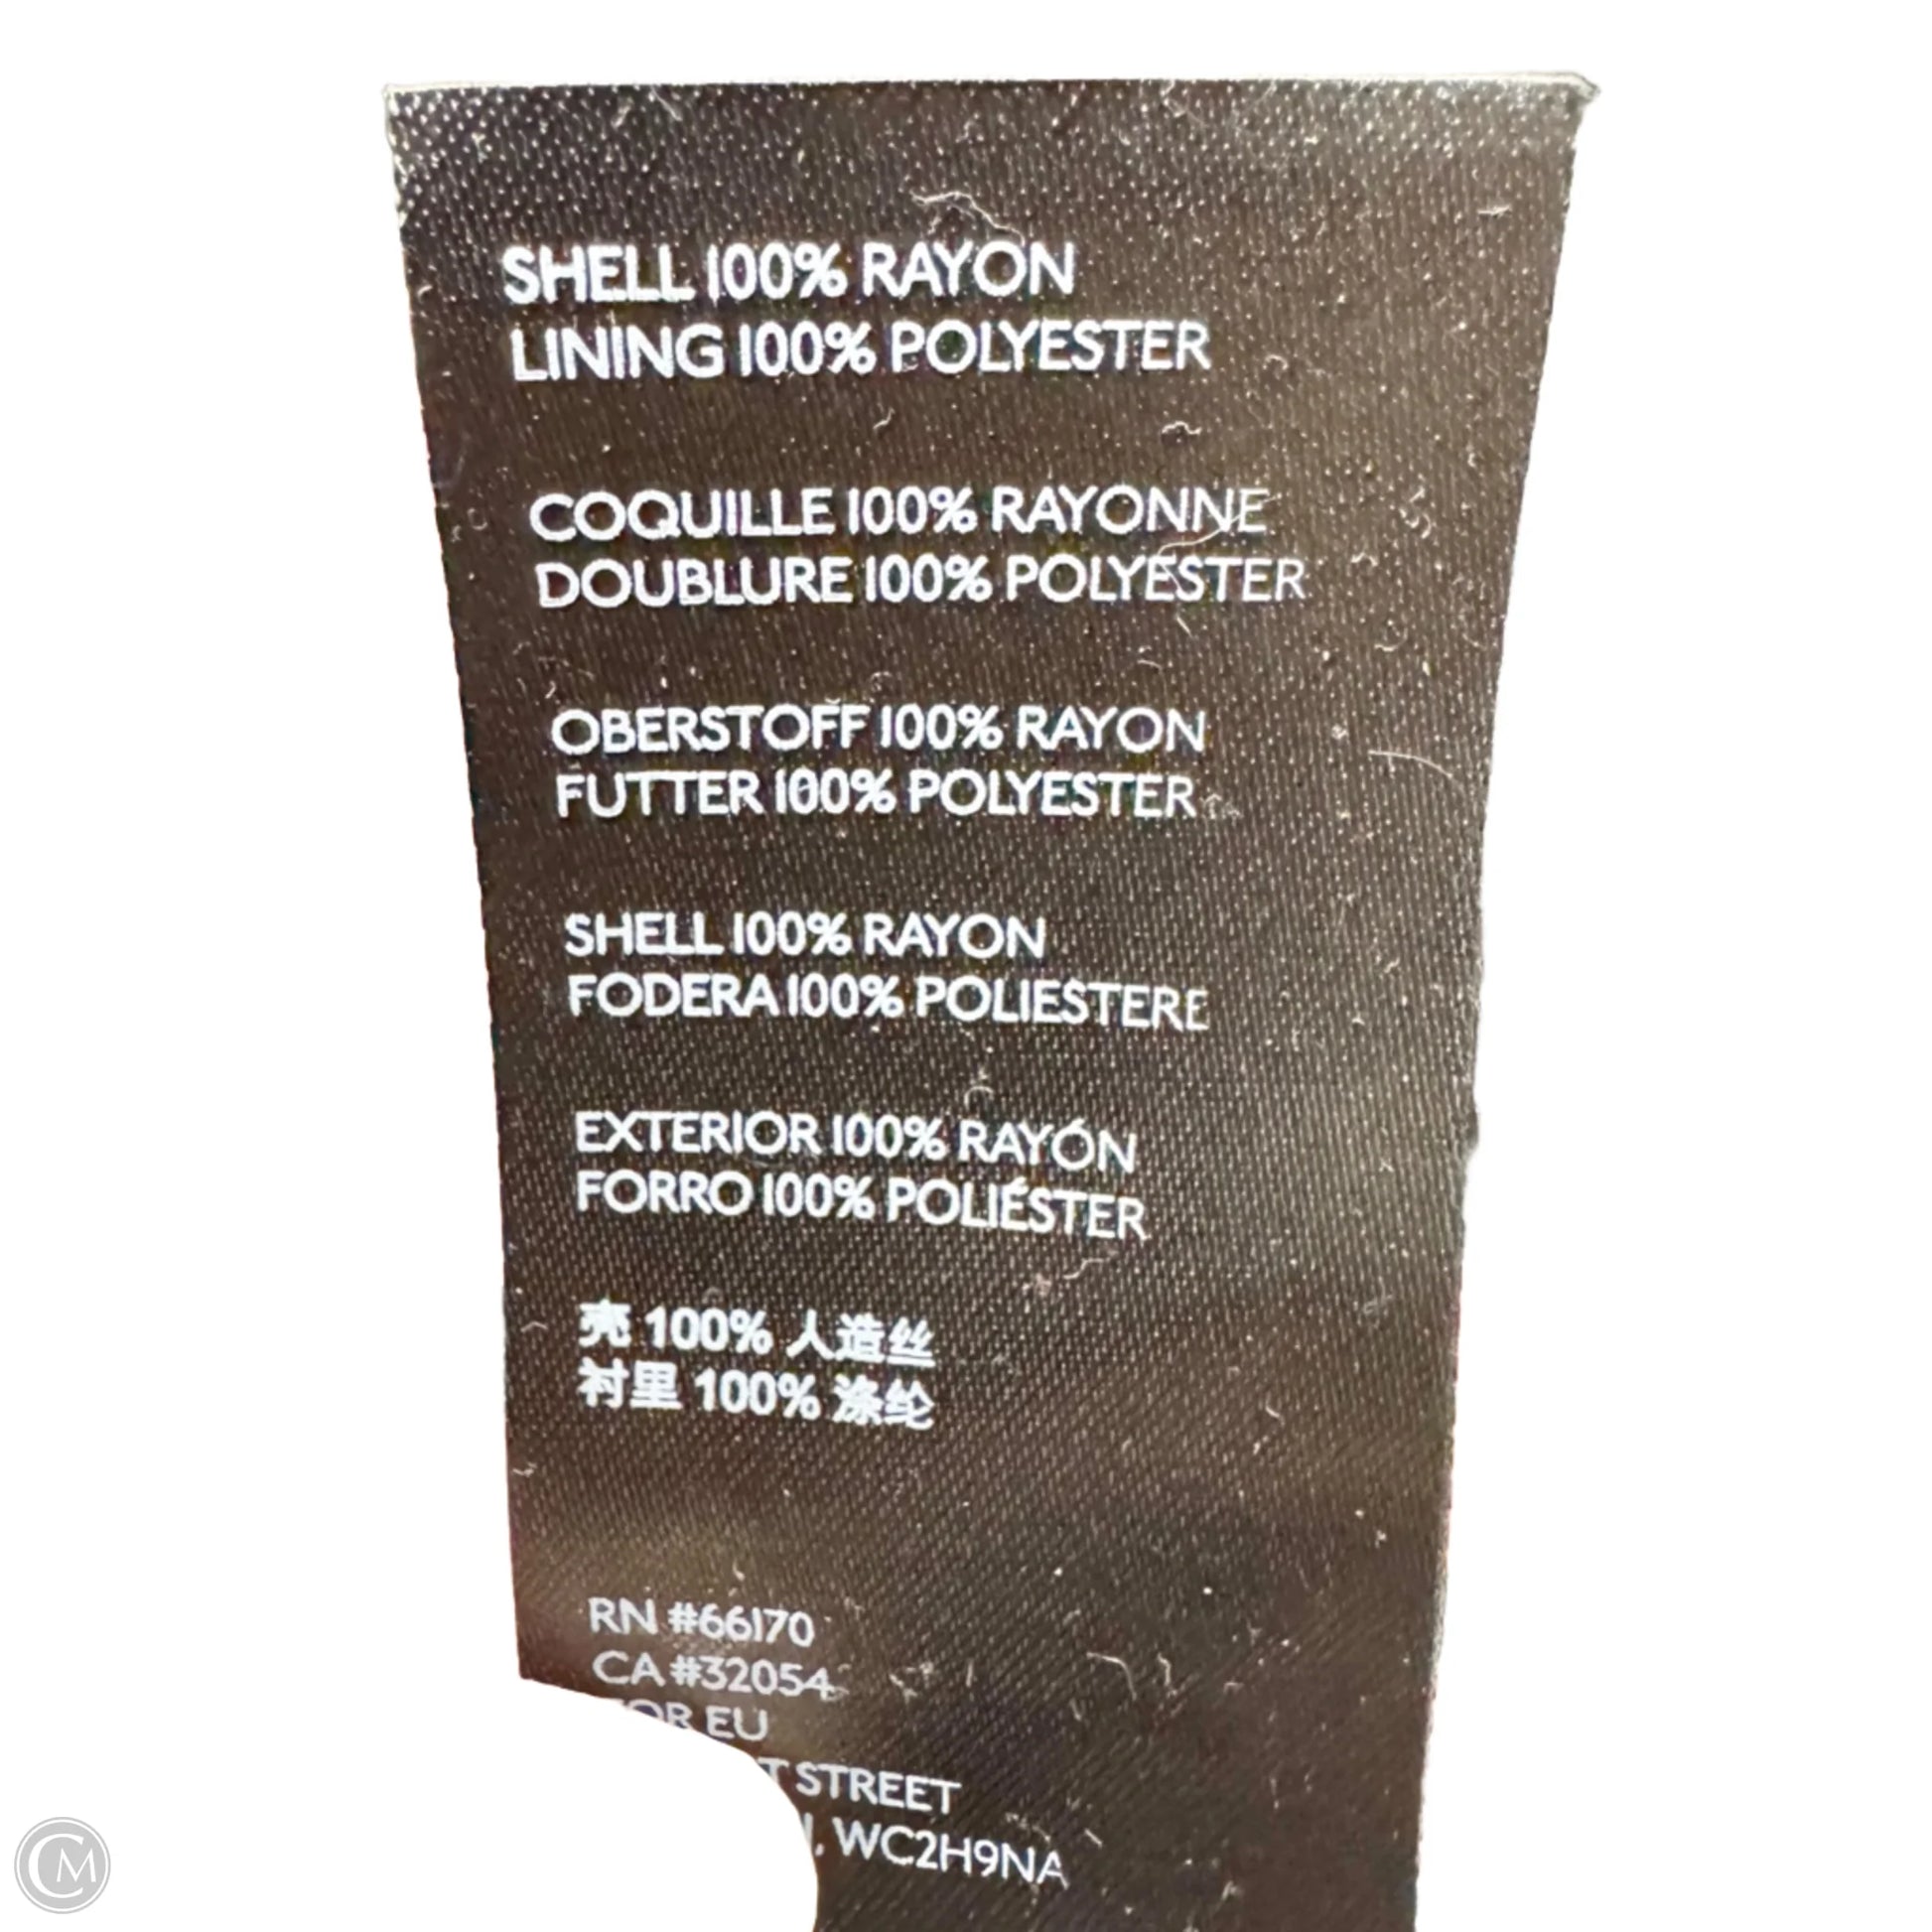 SHELL 100% RAYON
LINING 100% POLYESTER
COQUILLE 100% RAYONNE
DOUBLURE 100% POLYESTER
OBERSTOFF 100% RAYON
FUTTER 100% POLYESTER
SHELL 100% RAYON
FODERA 100% POLIESTERE
EXTERIOR 100% RAYÓN
FORRO 100% POLIÉSTER
壳 100% 人造丝
衬里 100% 涤纶
RN #66170
CA #32054
EU
STREET
WC2H9NA
CM